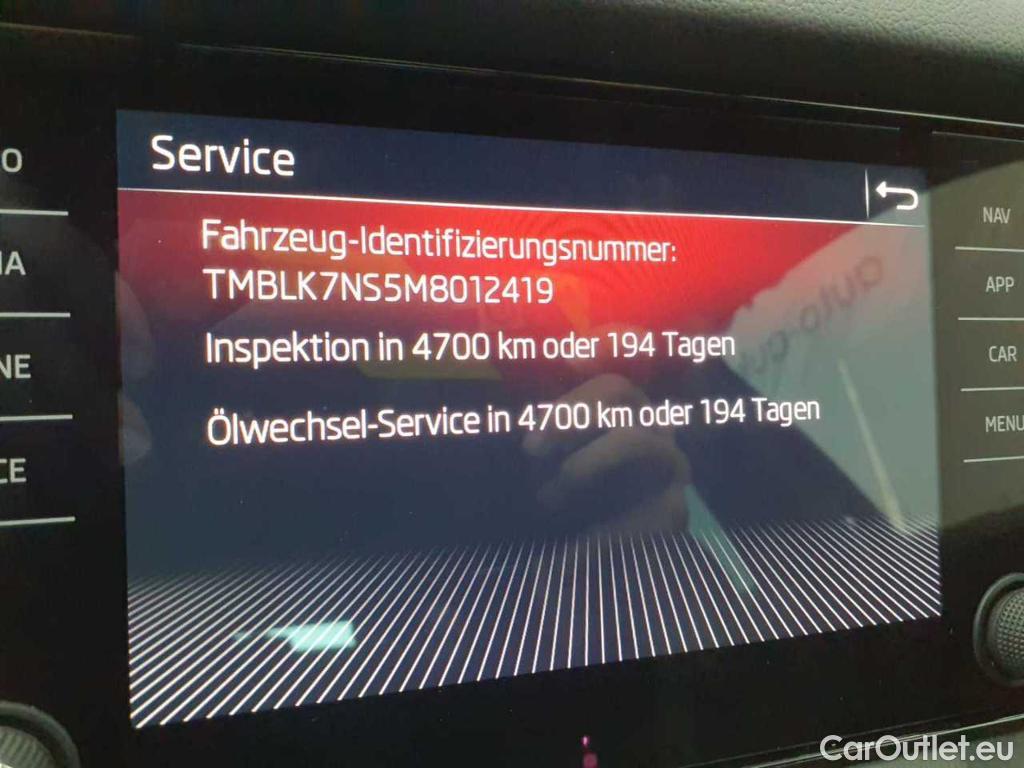 Service
Fahrzeug-Identifizierungsnummer:
TMBLK7NS5M8012419
Inspektion in 4700 km oder 194 Tagen
Ölwechsel-Service in 4700 km oder 194 Tagen
NAV
APP
CAR
MENU
CarOutlet.eu